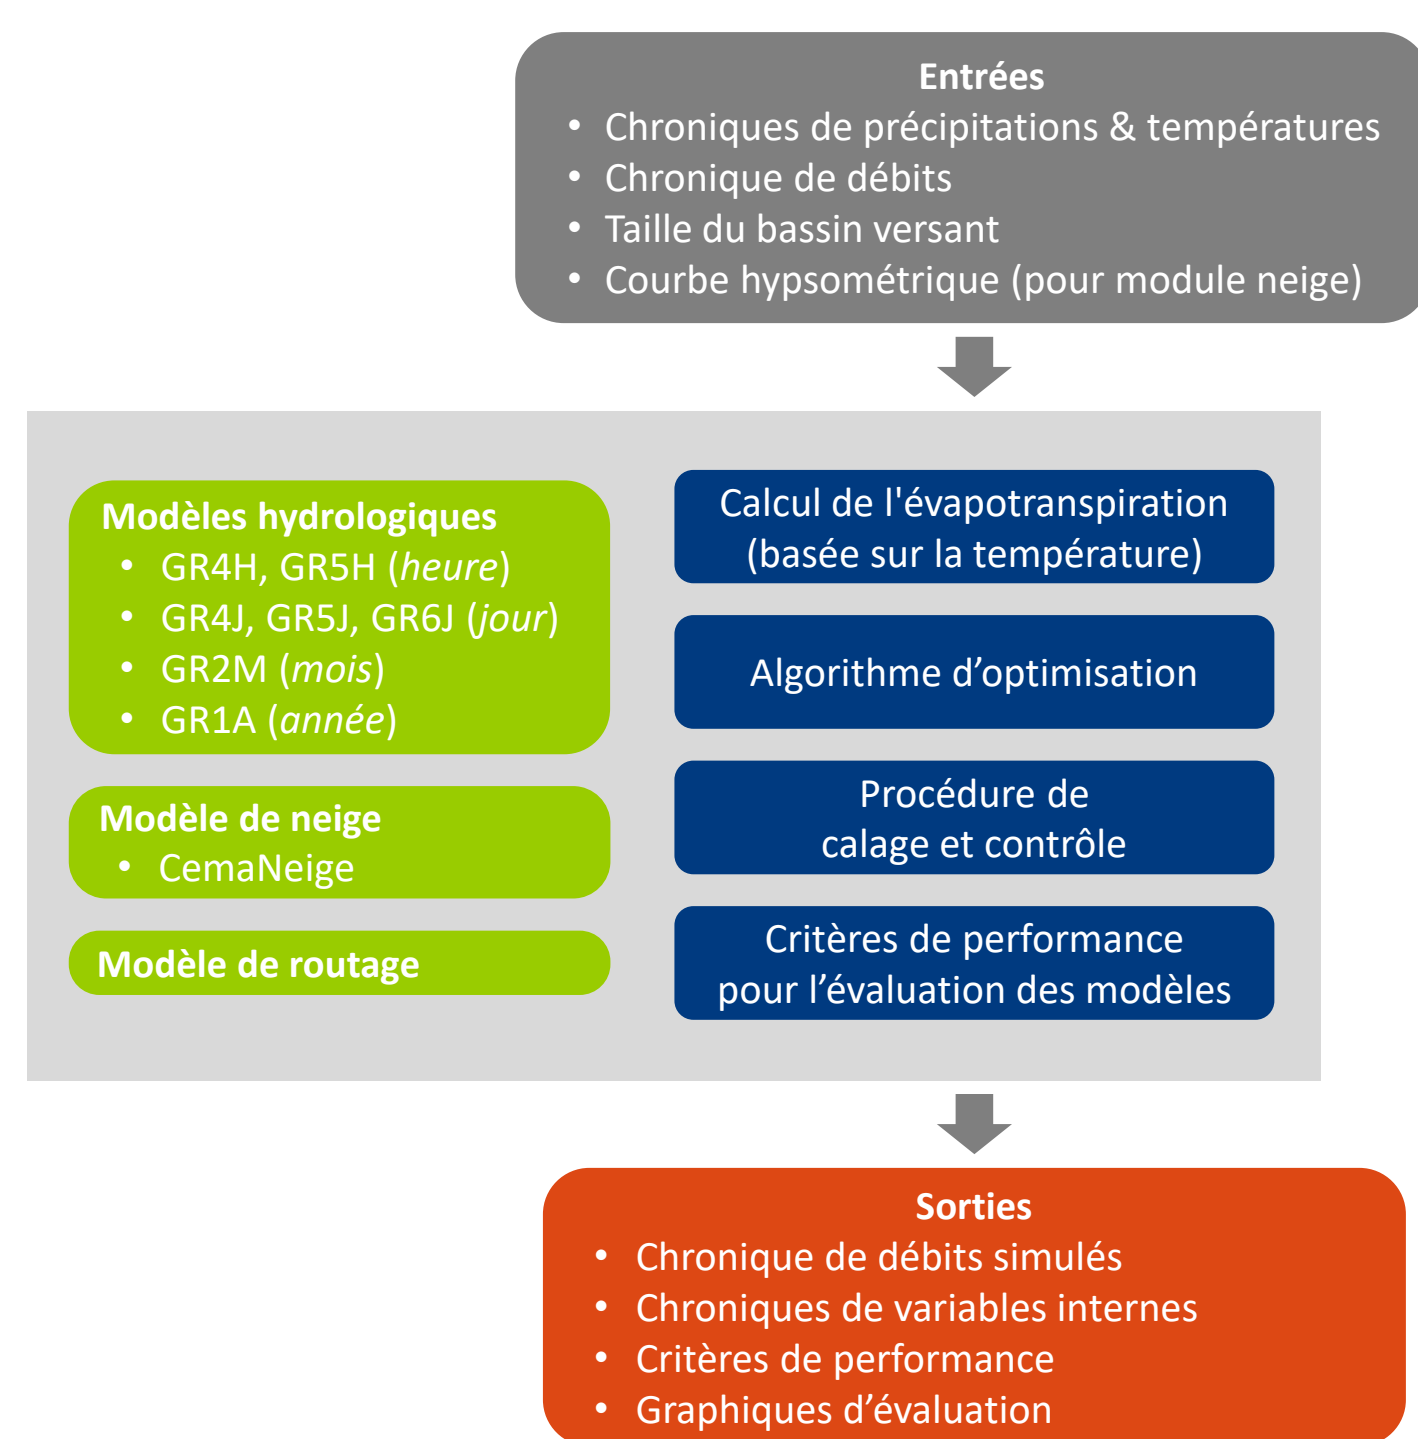 Entrées
• Chroniques de précipitations & températures
• Chronique de débits
• Taille du bassin versant
• Courbe hypsométrique (pour module neige)
Modèles hydrologiques
• GR4H, GR5H (heure)
• GR4J, GR5J, GR6J (jour)
• GR2M (mois)
• GR1A (année)
Modèle de neige
• CemaNeige
Modèle de routage
Calcul de l'évapotranspiration
(basée sur la température)
Algorithme d’optimisation
Procédure de
calage et contrôle
Critères de performance
pour l’évaluation des modèles
Sorties
• Chronique de débits simulés
• Chroniques de variables internes
• Critères de performance
• Graphiques d’évaluation